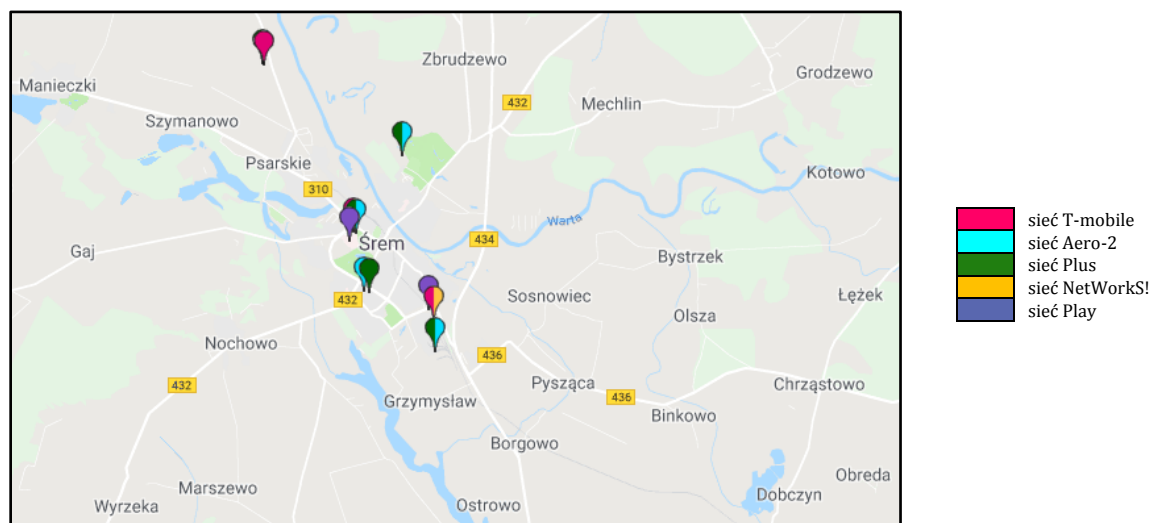 Zbrudzewo
Grodzewo
Manieczki
432
Mechlin
Szymanowo
Psarskie
Kotowo
310
Warta
sieć T-mobile
434
Śrem
sieć Aero-2
Gaj
Bystrzek
sieć Plus
sieć NetWorkS!
432
Sosnowiec
Łężek
sieć Play
Olsza
Nochowo
436
432
Pysząca
Chrząstowo
436
Grzymysław
Binkowo
Borgowo
Obreda
Marszewo
Dobczyn
Wyrzeka
Ostrowo